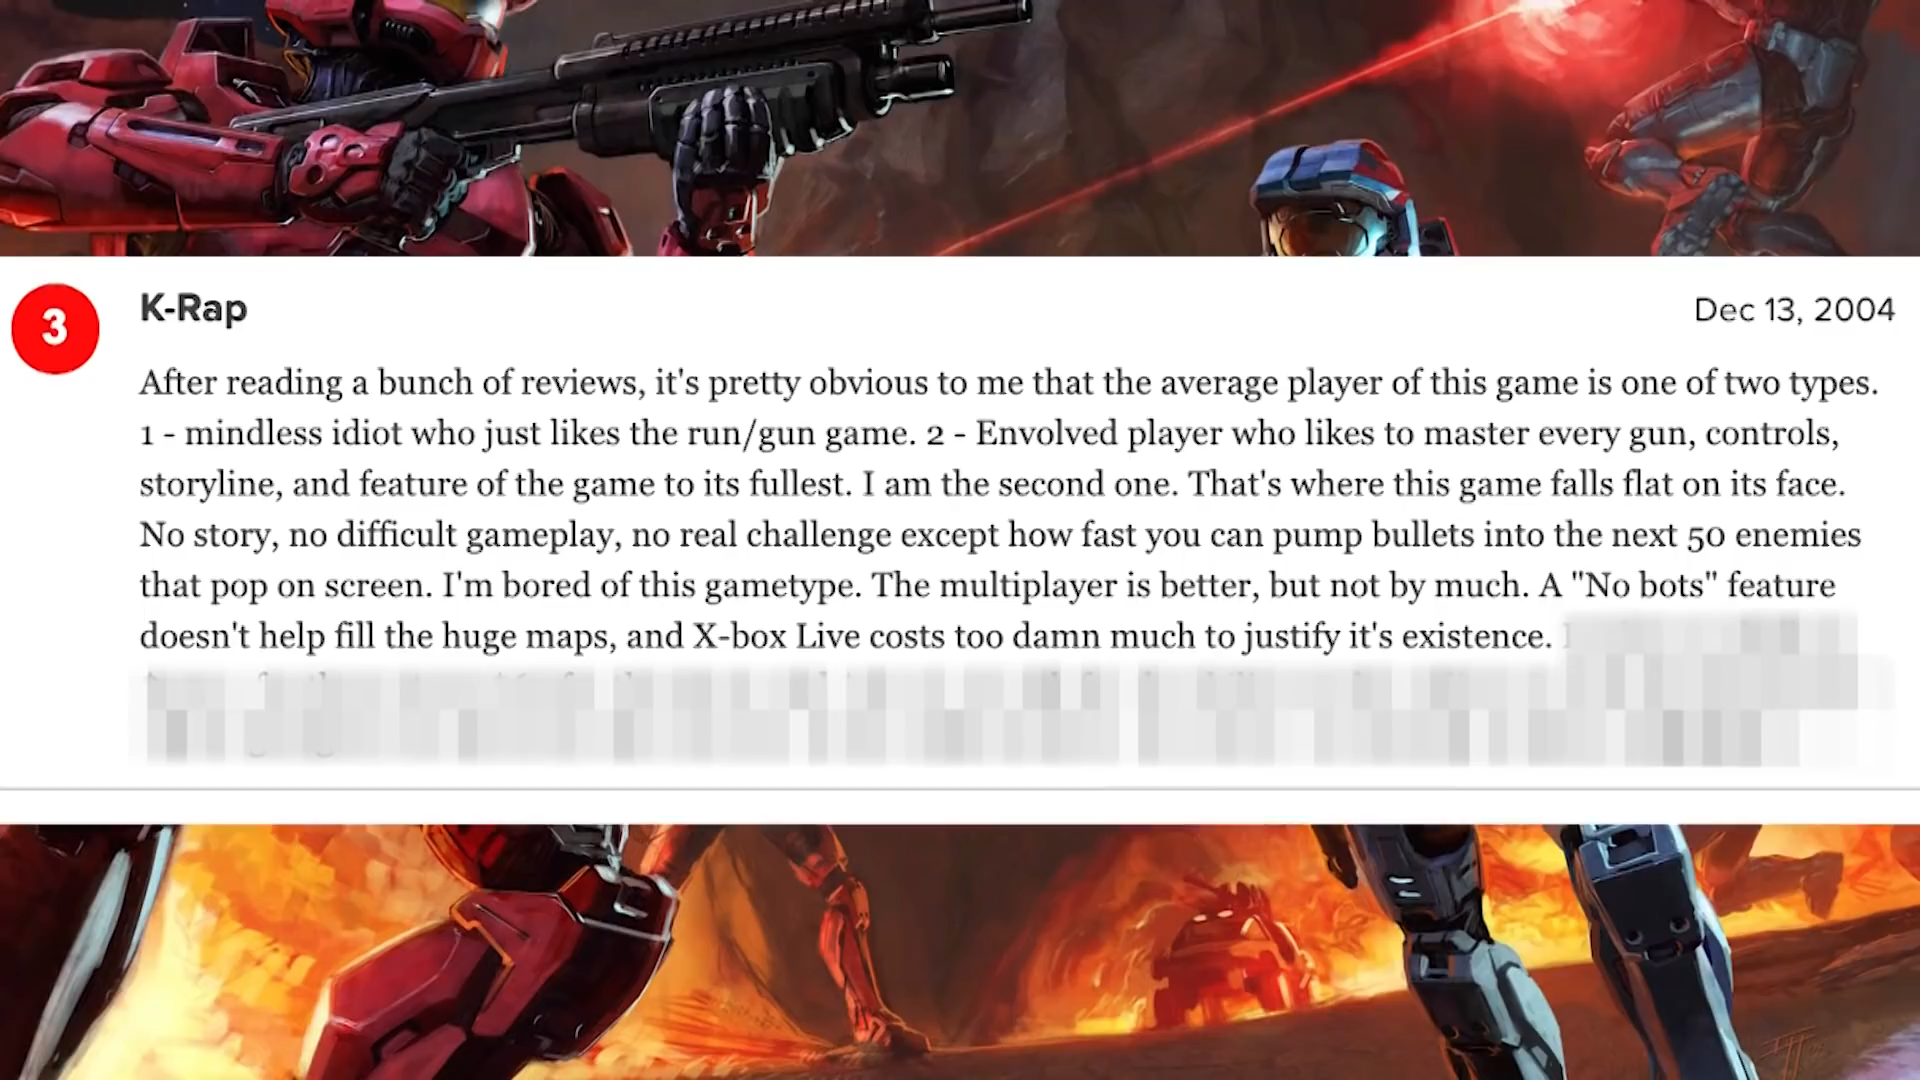 3
K-Rap
Dec 13, 2004
After reading a bunch of reviews, it's pretty obvious to me that the average player of this game is one of two types.
1 - mindless idiot who just likes the run/gun game. 2 - Envolved player who likes to master every gun, controls,
storyline, and feature of the game to its fullest. I am the second one. That's where this game falls flat on its face.
No story, no difficult gameplay, no real challenge except how fast you can pump bullets into the next 50 enemies
that pop on screen. I'm bored of this gametype. The multiplayer is better, but not by much. A "No bots" feature
doesn't help fill the huge maps, and X-box Live costs too damn much to justify it's existence.